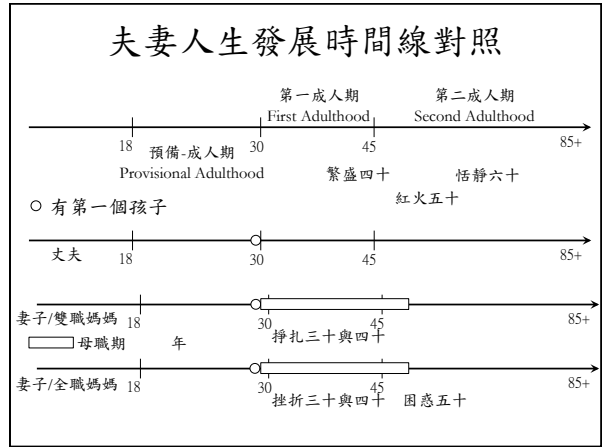 夫妻人生發展時間線對照
第一成人期 第二成人期
First Adulthood Second Adulthood
18 30 45 85+
預備-成人期
Provisional Adulthood
繁盛四十 恬靜六十
紅火五十
有第一個孩子
丈夫 18 30 45 85+
妻子/雙職媽媽 18 30 45 85+
掙扎三十與四十
母職期 年
妻子/全職媽媽 18 30 45 85+
挫折三十與四十 困惑五十